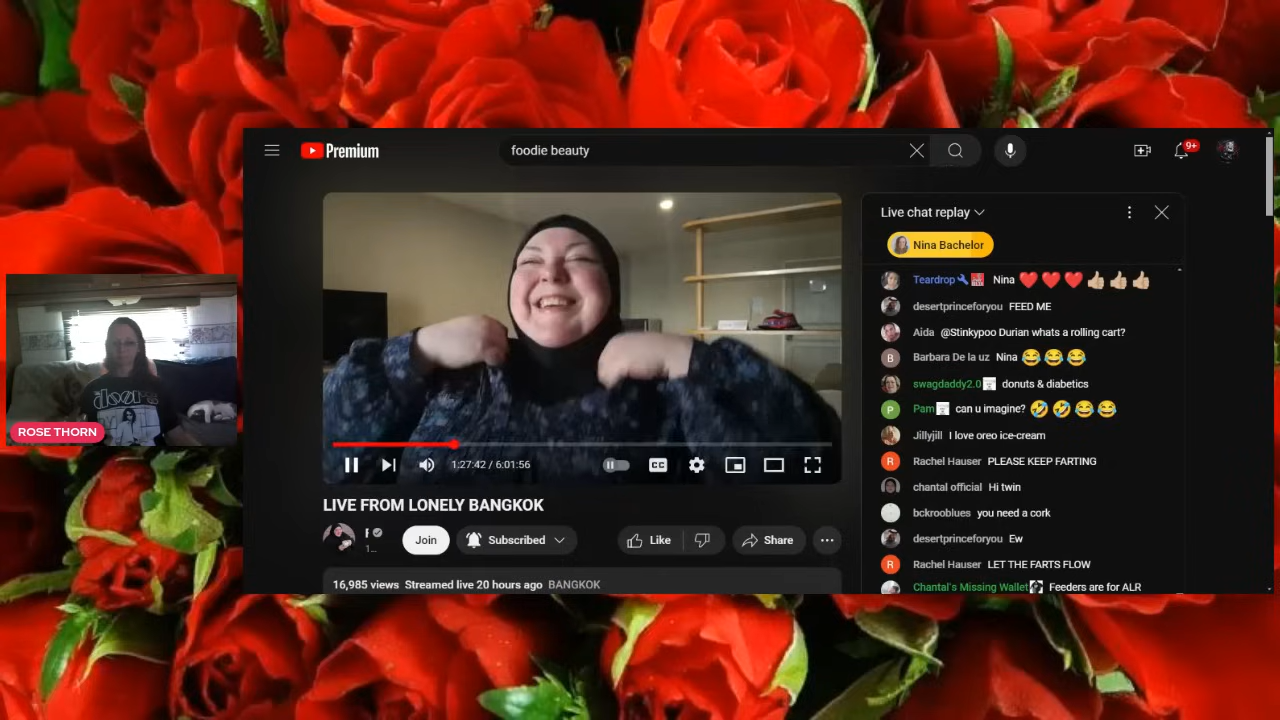 Premium
foodie beauty
9+
Live chat replay
Nina Bachelor
Teardrop Nina ❤️❤️❤️👍🏼👍🏼👍🏼
desertprinceforyou FEED ME
Aida @Stinkypoo Durian whats a rolling cart?
B Barbara De la uz Nina 😂😂😂
swagdaddy2.0 donuts & diabetics
Pam can u imagine? 🤣🤣😂😂
Jillyjill I love oreo ice-cream
R Rachel Hauser PLEASE KEEP FARTING
chantal official Hi twin
bckrooblues you need a cork
desertprinceforyou Ew
R Rachel Hauser LET THE FARTS FLOW
Chantal's Missing Wallet Feeders are for ALR
CC
1:27:42 / 6:01:56
LIVE FROM LONELY BANGKOK
F
1...
Join
Subscribed
Like
Share
16,985 views Streamed live 20 hours ago BANGKOK
doors
ROSE THORN